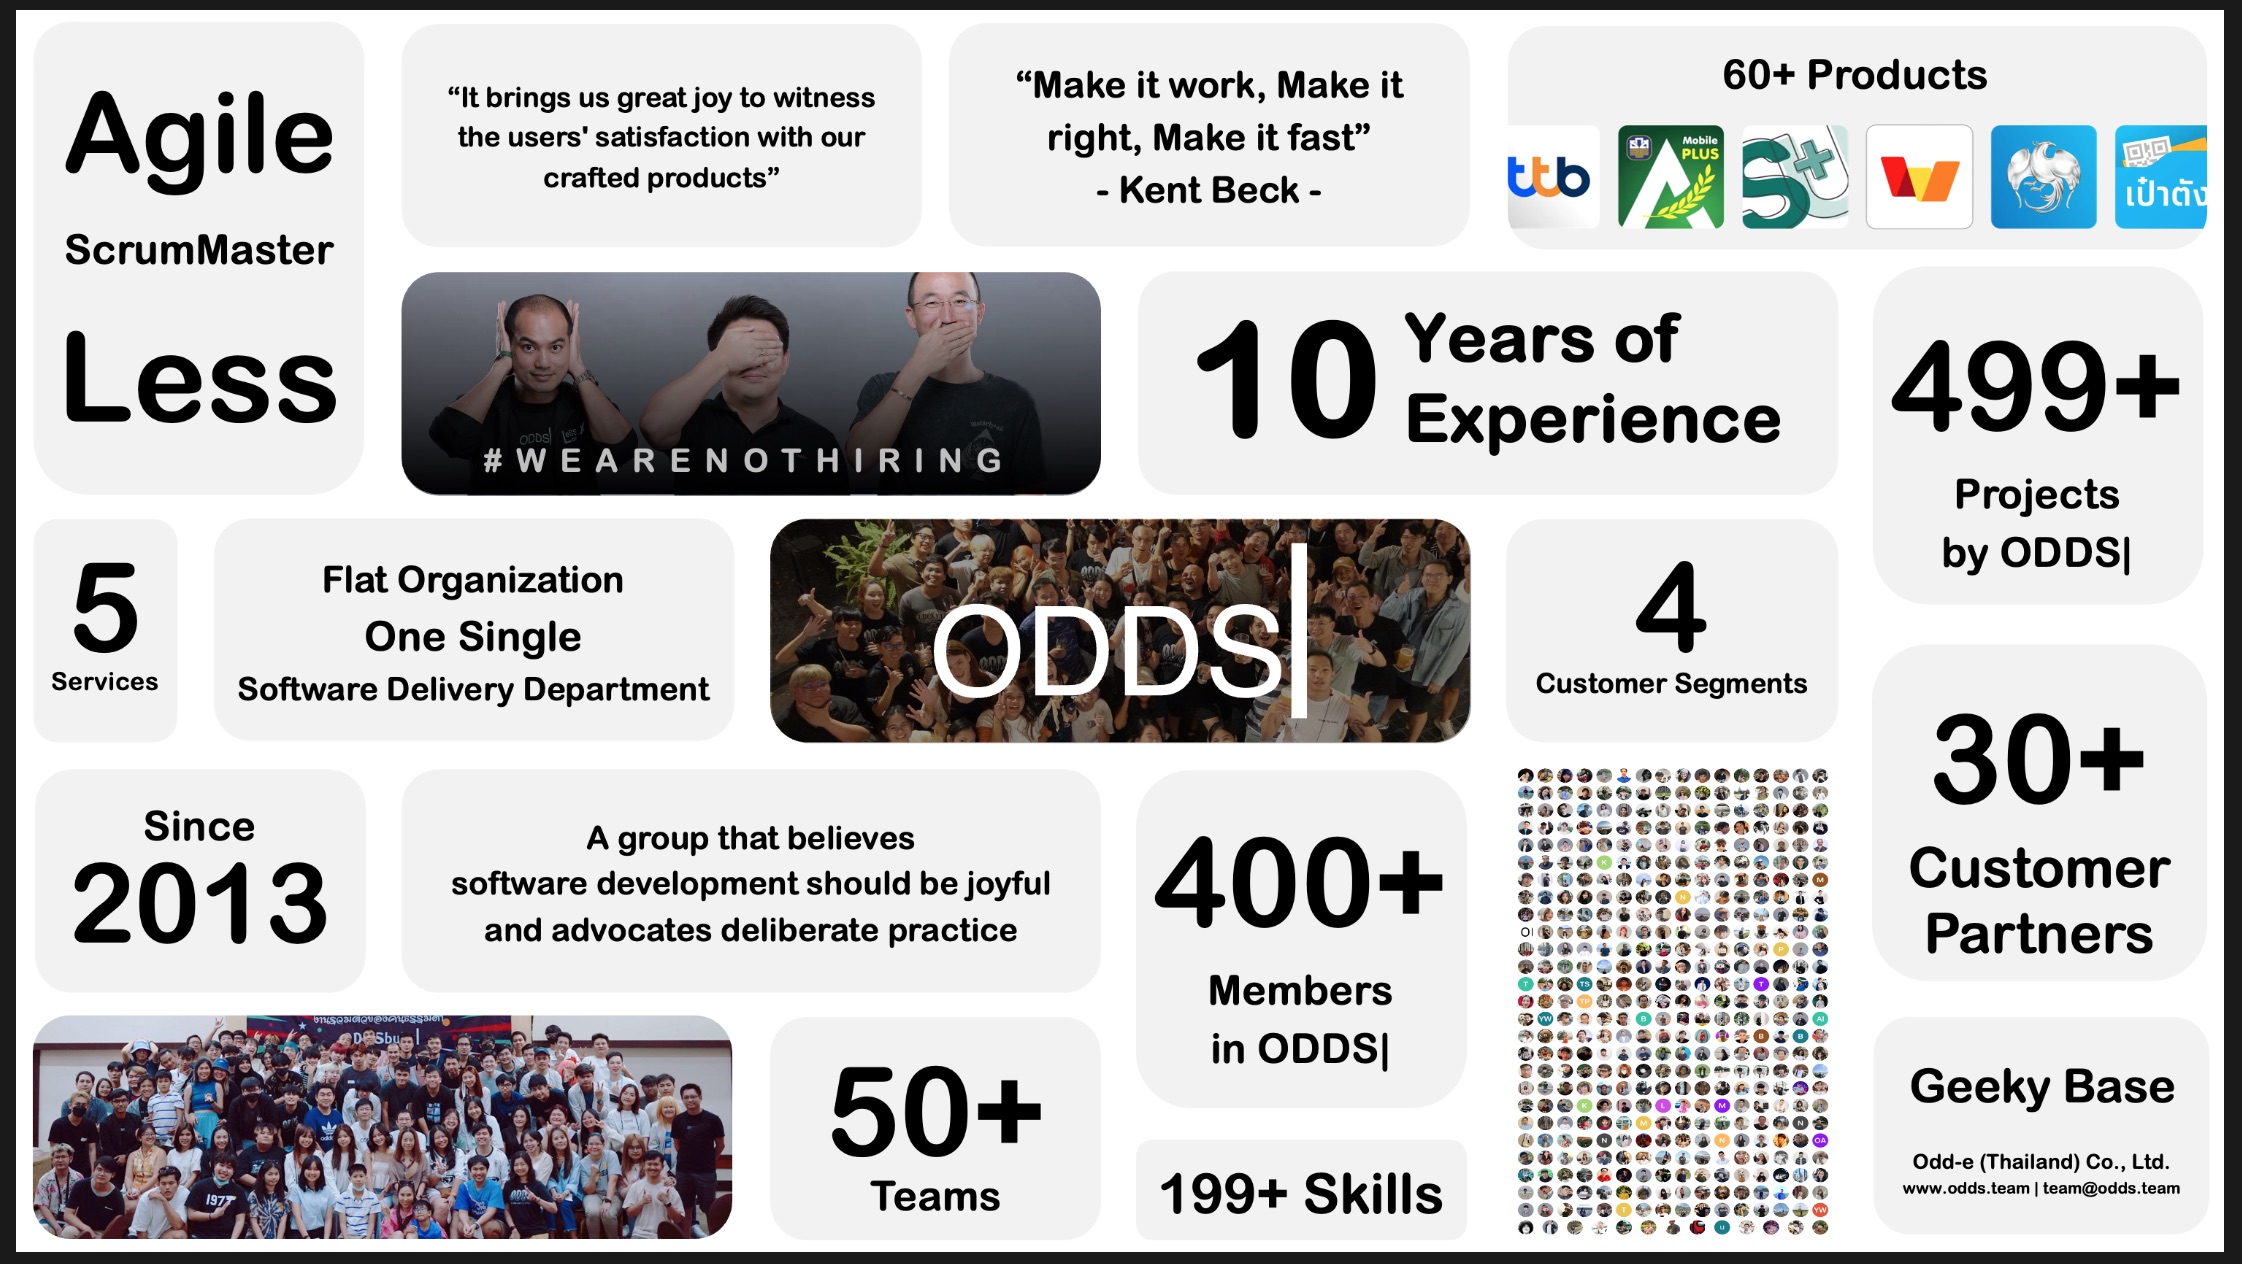 Agile
ScrumMaster
Less
“It brings us great joy to witness
the users' satisfaction with our
crafted products”
“Make it work, Make it
right, Make it fast”
- Kent Beck -
60+ Products
ttb
Mobile
PLUS
A
S+
เป๋าตัง
#WEARENOTHIRING
10
Years of
Experience
499+
Projects
by ODDS|
5
Services
Flat Organization
One Single
Software Delivery Department
ODDS|
4
Customer Segments
30+
Customer
Partners
Since
2013
A group that believes
software development should be joyful
and advocates deliberate practice
400+
Members
in ODDS|
50+
Teams
199+ Skills
Geeky Base
Odd-e (Thailand) Co., Ltd.
www.odds.team | team@odds.team